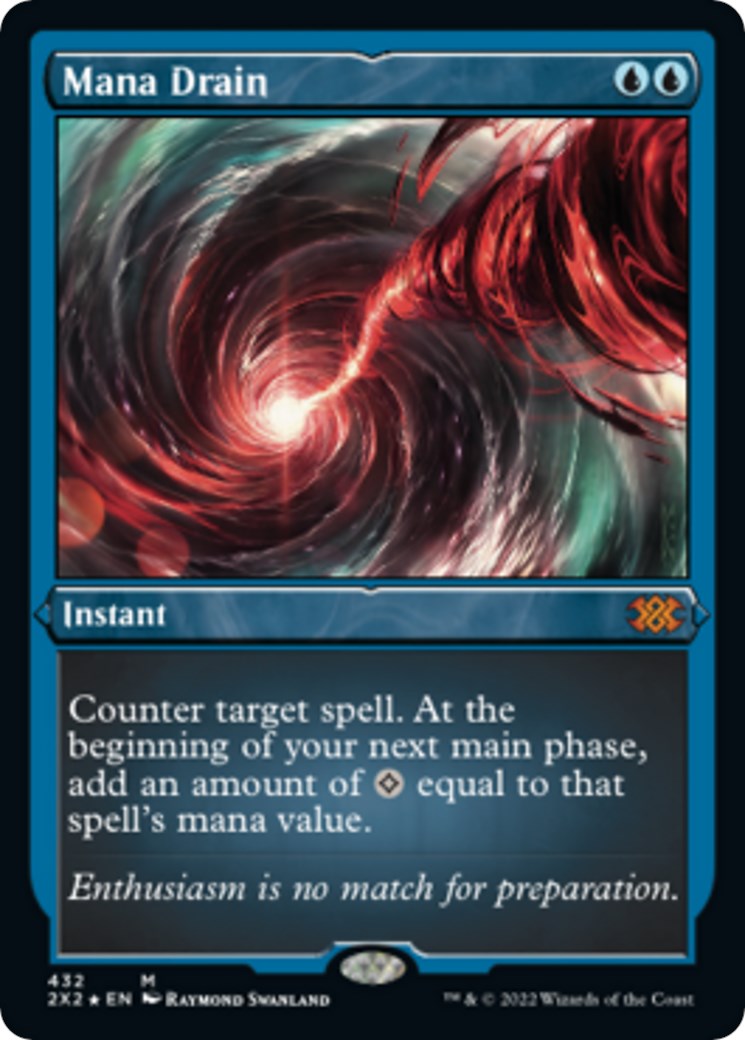 Mana Drain
Instant
Counter target spell. At the
beginning of your next main phase,
add an amount of equal to that
spell's mana value.
Enthusiasm is no match for preparation.
432 M
2X2 ★ EN Raymond Swanland
™ & © 2022 Wizards of the Coast